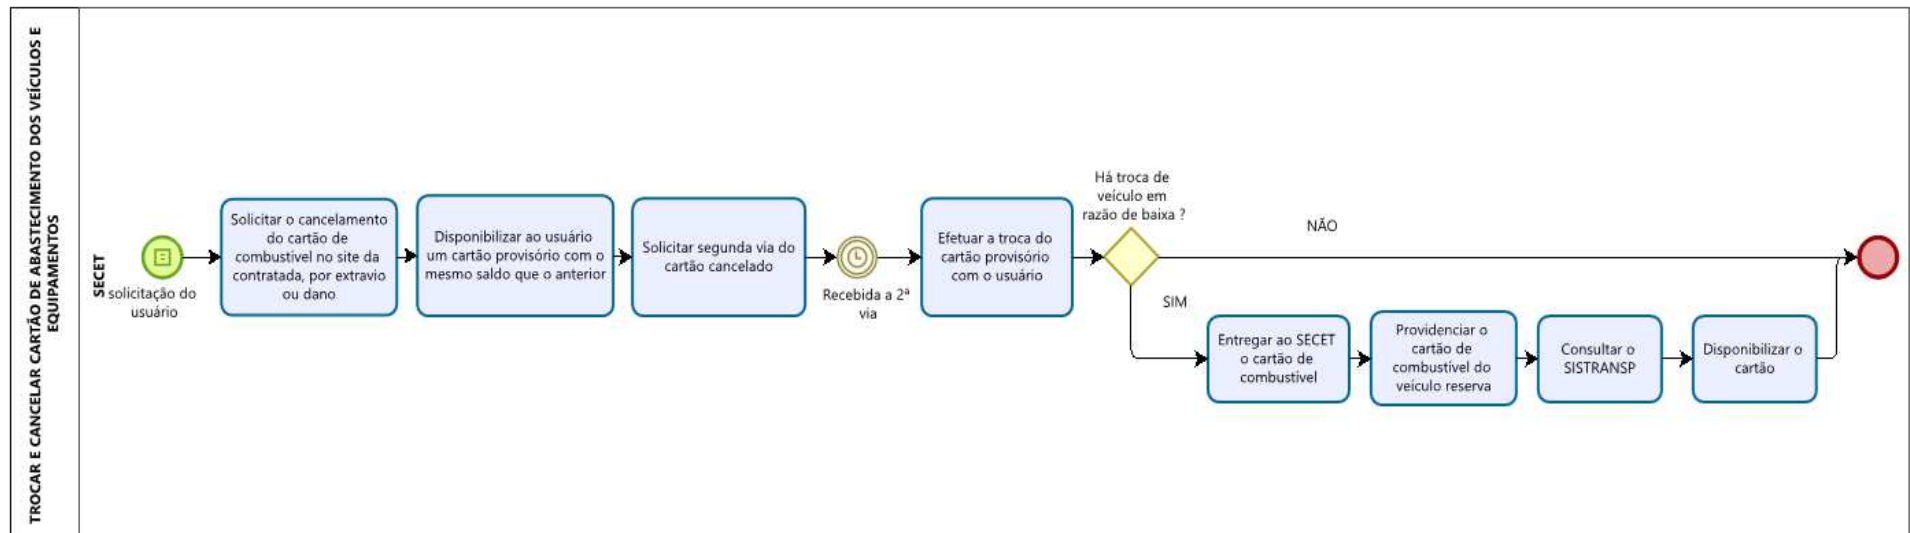 TROCAR E CANCELAR CARTÃO DE ABASTECIMENTO DOS VEÍCULOS E
EQUIPAMENTOS
SECET
solicitação do
usuário
Solicitar o cancelamento
do cartão de
combustível no site da
contratada, por extravio
ou dano
Disponibilizar ao usuário
um cartão provisório com o
mesmo saldo que o anterior
Solicitar segunda via do
cartão cancelado
Recebida a 2ª
via
Efetuar a troca do
cartão provisório
com o usuário
Há troca de
veículo em
razão de baixa ?
NÃO
SIM
Entregar ao SECET
o cartão de
combustível
Providenciar o
cartão de
combustível do
veículo reserva
Consultar o
SISTRANSP
Disponibilizar o
cartão